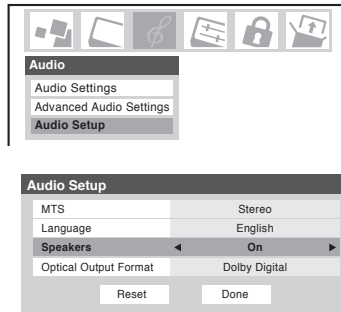 Audio
Audio Settings
Advanced Audio Settings
Audio Setup
Audio Setup
MTS Stereo
Language English
Speakers On
Optical Output Format Dolby Digital
Reset Done